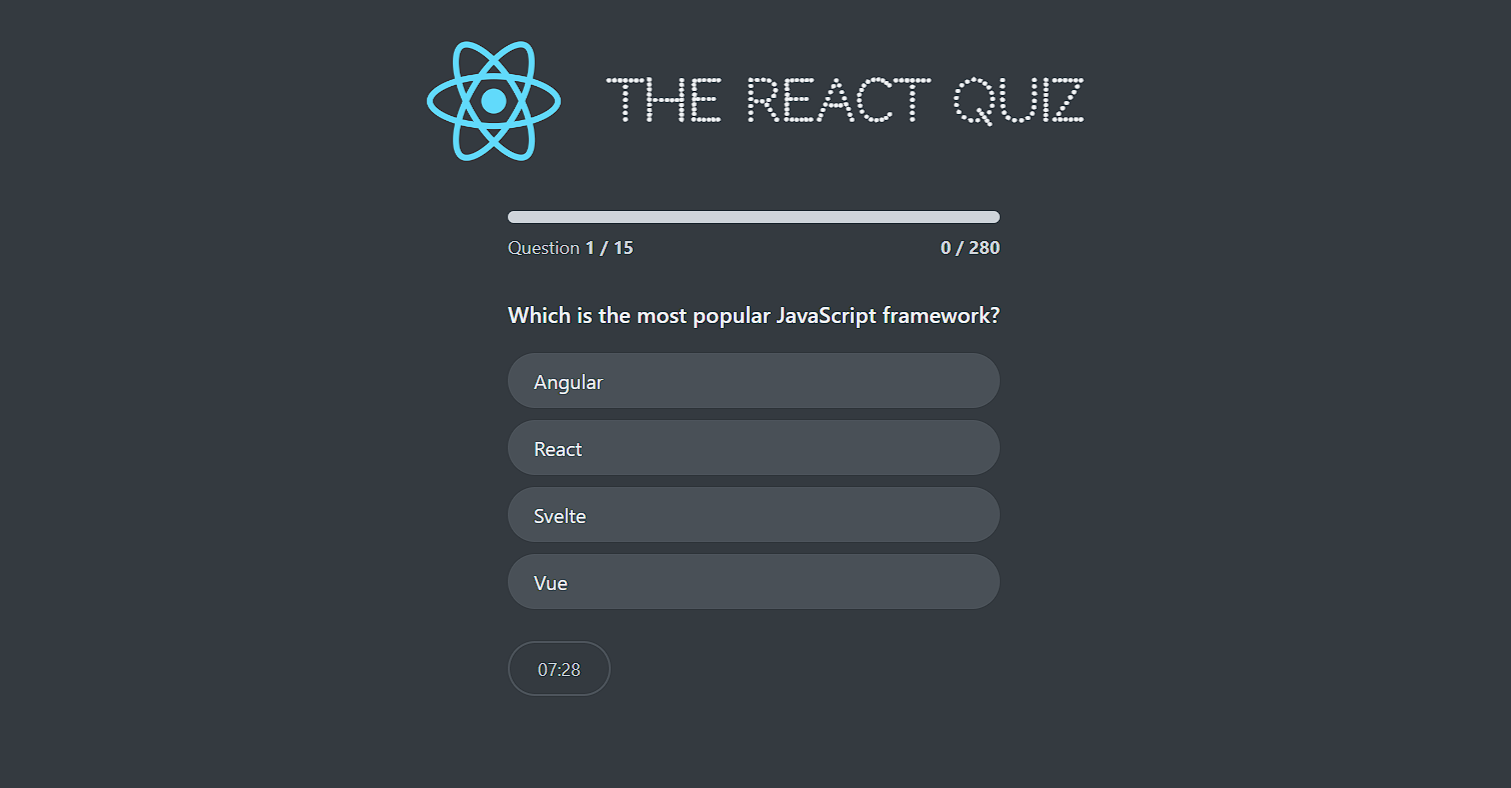 THE REACT QUIZ
Question 1 / 15
0 / 280
Which is the most popular JavaScript framework?
Angular
React
Svelte
Vue
07:28